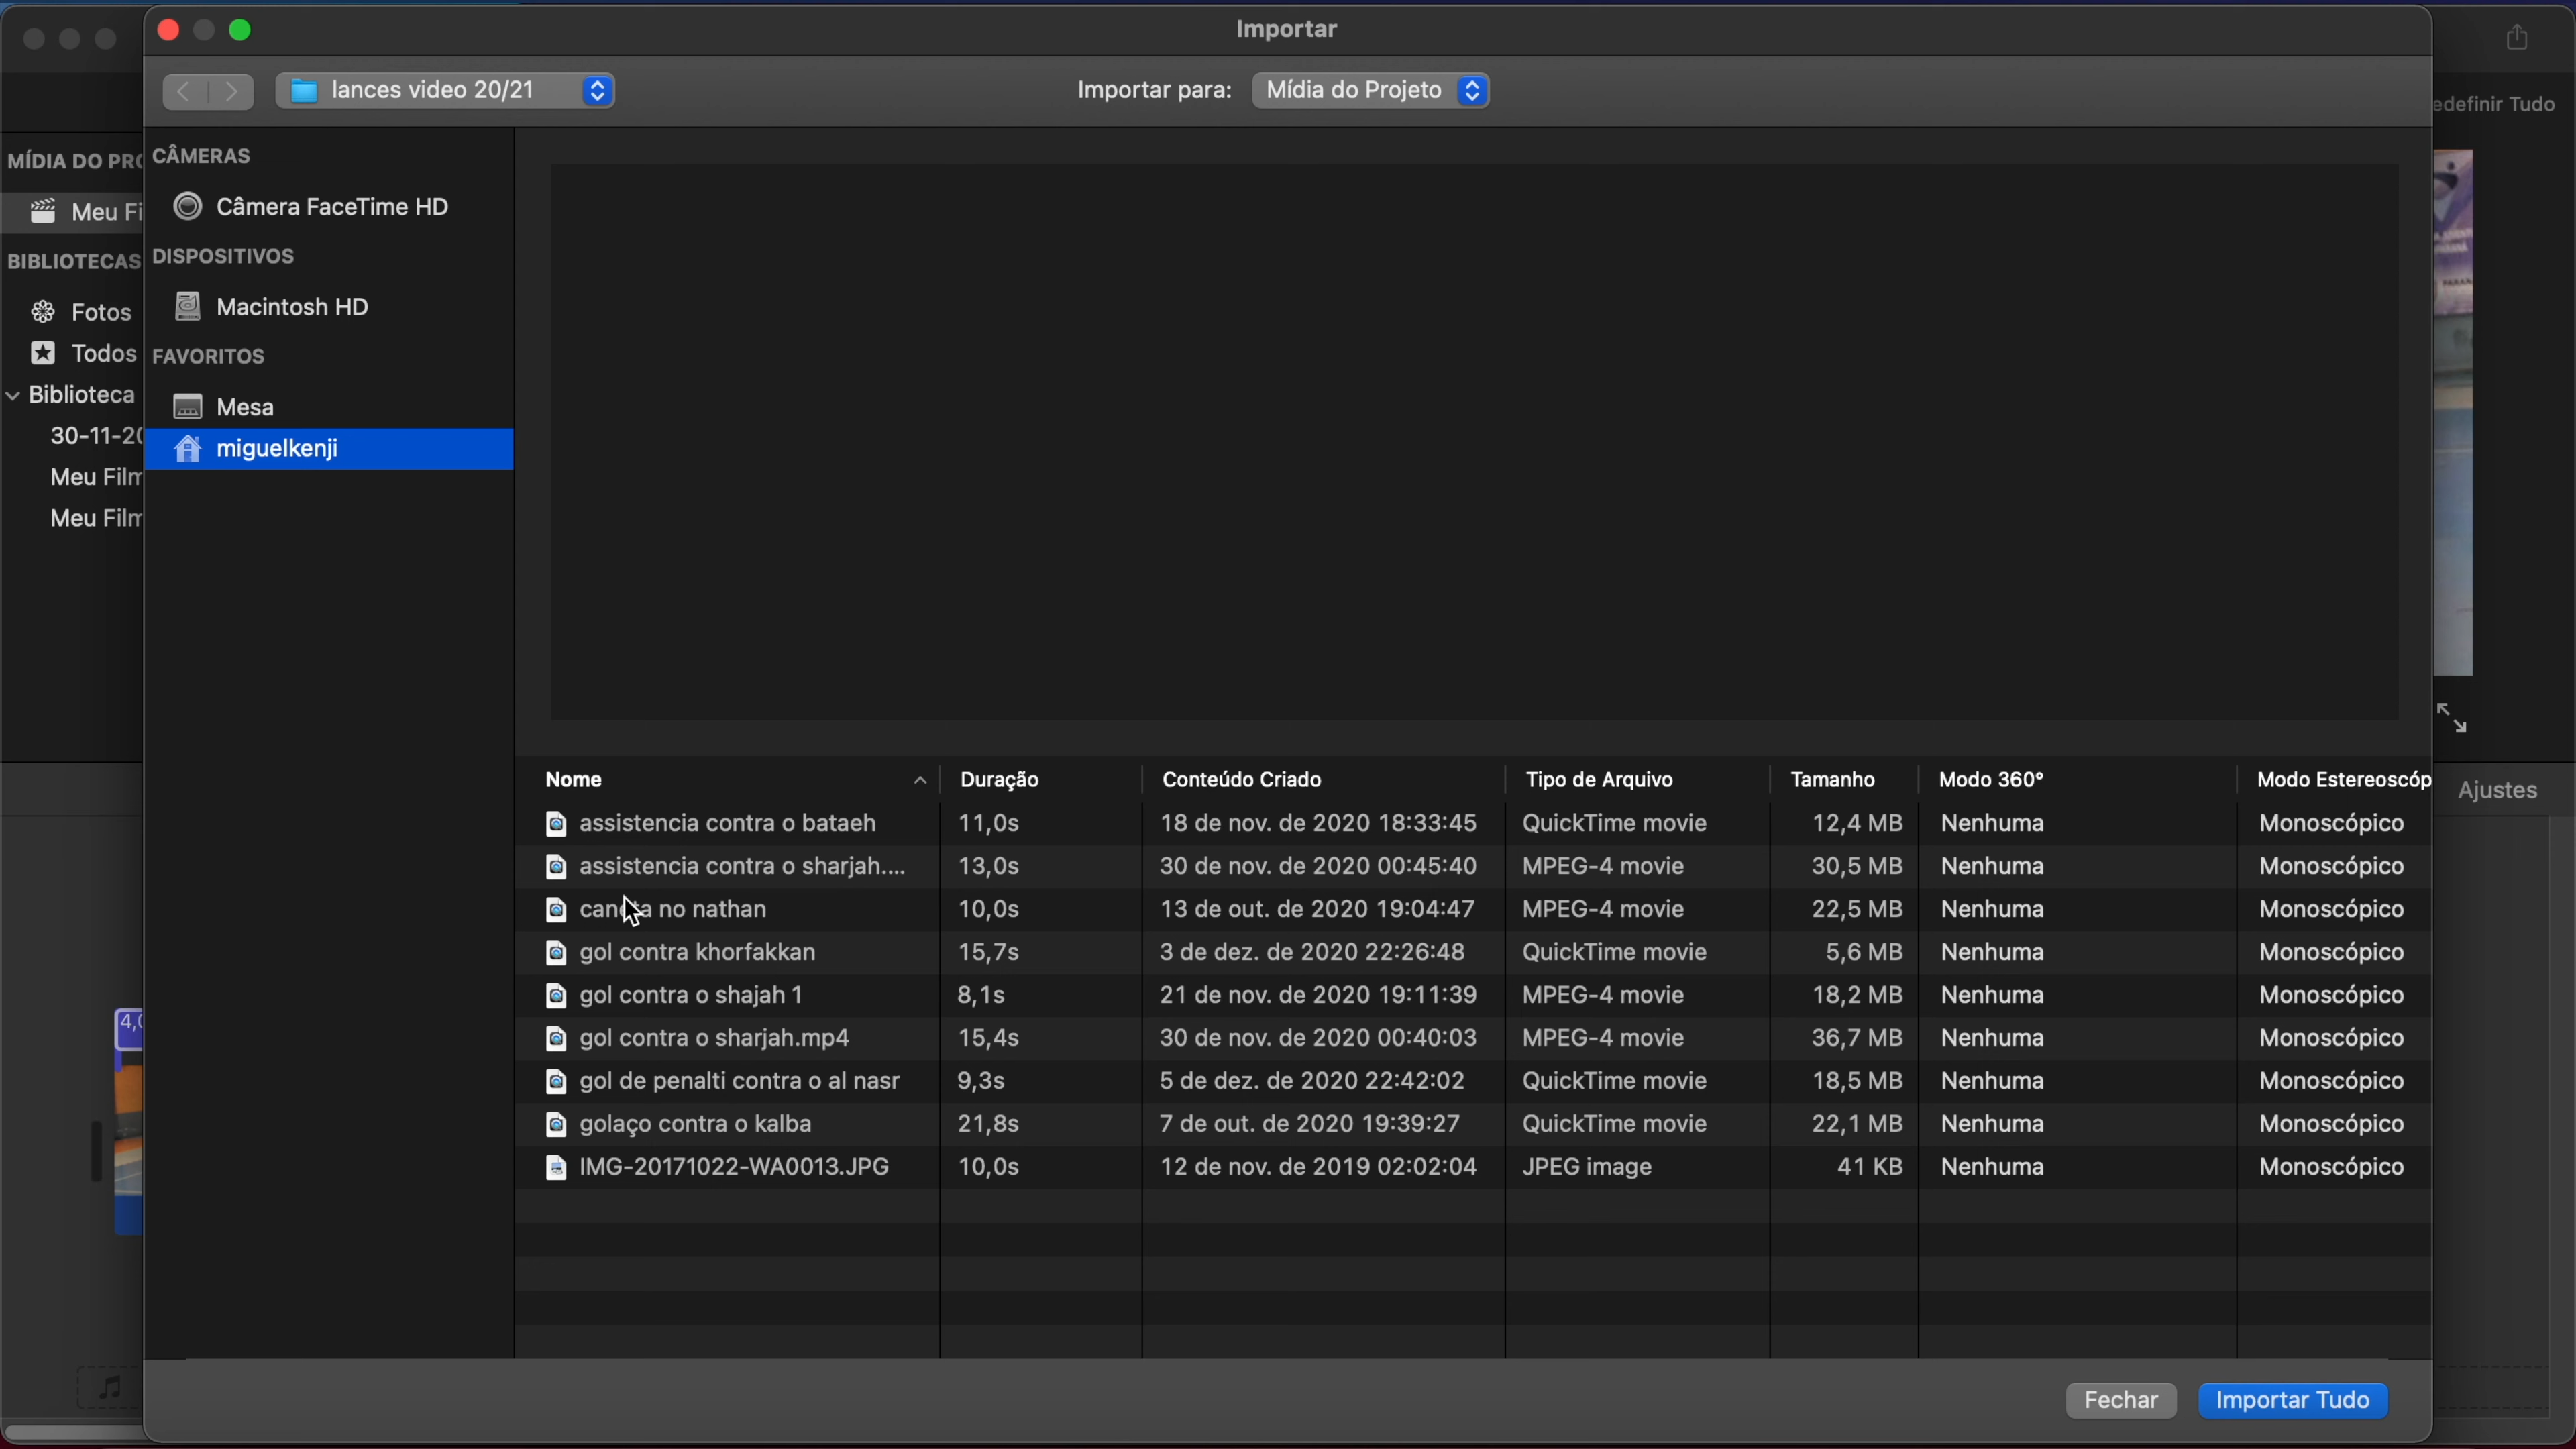 Importar
lances video 20/21
Importar para:
Mídia do Projeto
edefinir Tudo
MÍDIA DO PRO
Meu Fi
BIBLIOTECAS
Fotos
Todos
Biblioteca
30-11-20
Meu Film
Meu Film
CÂMERAS
Câmera FaceTime HD
DISPOSITIVOS
Macintosh HD
FAVORITOS
Mesa
miguelkenji
Nome Duração Conteúdo Criado Tipo de Arquivo Tamanho Modo 360° Modo Estereoscóp
assistencia contra o bataeh 11,0s 18 de nov. de 2020 18:33:45 QuickTime movie 12,4 MB Nenhuma Monoscópico
assistencia contra o sharjah.... 13,0s 30 de nov. de 2020 00:45:40 MPEG-4 movie 30,5 MB Nenhuma Monoscópico
caneta no nathan 10,0s 13 de out. de 2020 19:04:47 MPEG-4 movie 22,5 MB Nenhuma Monoscópico
gol contra khorfakkan 15,7s 3 de dez. de 2020 22:26:48 QuickTime movie 5,6 MB Nenhuma Monoscópico
gol contra o shajah 1 8,1s 21 de nov. de 2020 19:11:39 MPEG-4 movie 18,2 MB Nenhuma Monoscópico
gol contra o sharjah.mp4 15,4s 30 de nov. de 2020 00:40:03 MPEG-4 movie 36,7 MB Nenhuma Monoscópico
gol de penalti contra o al nasr 9,3s 5 de dez. de 2020 22:42:02 QuickTime movie 18,5 MB Nenhuma Monoscópico
golaço contra o kalba 21,8s 7 de out. de 2020 19:39:27 QuickTime movie 22,1 MB Nenhuma Monoscópico
IMG-20171022-WA0013.JPG 10,0s 12 de nov. de 2019 02:02:04 JPEG image 41 KB Nenhuma Monoscópico
Ajustes
4,0
Fechar
Importar Tudo